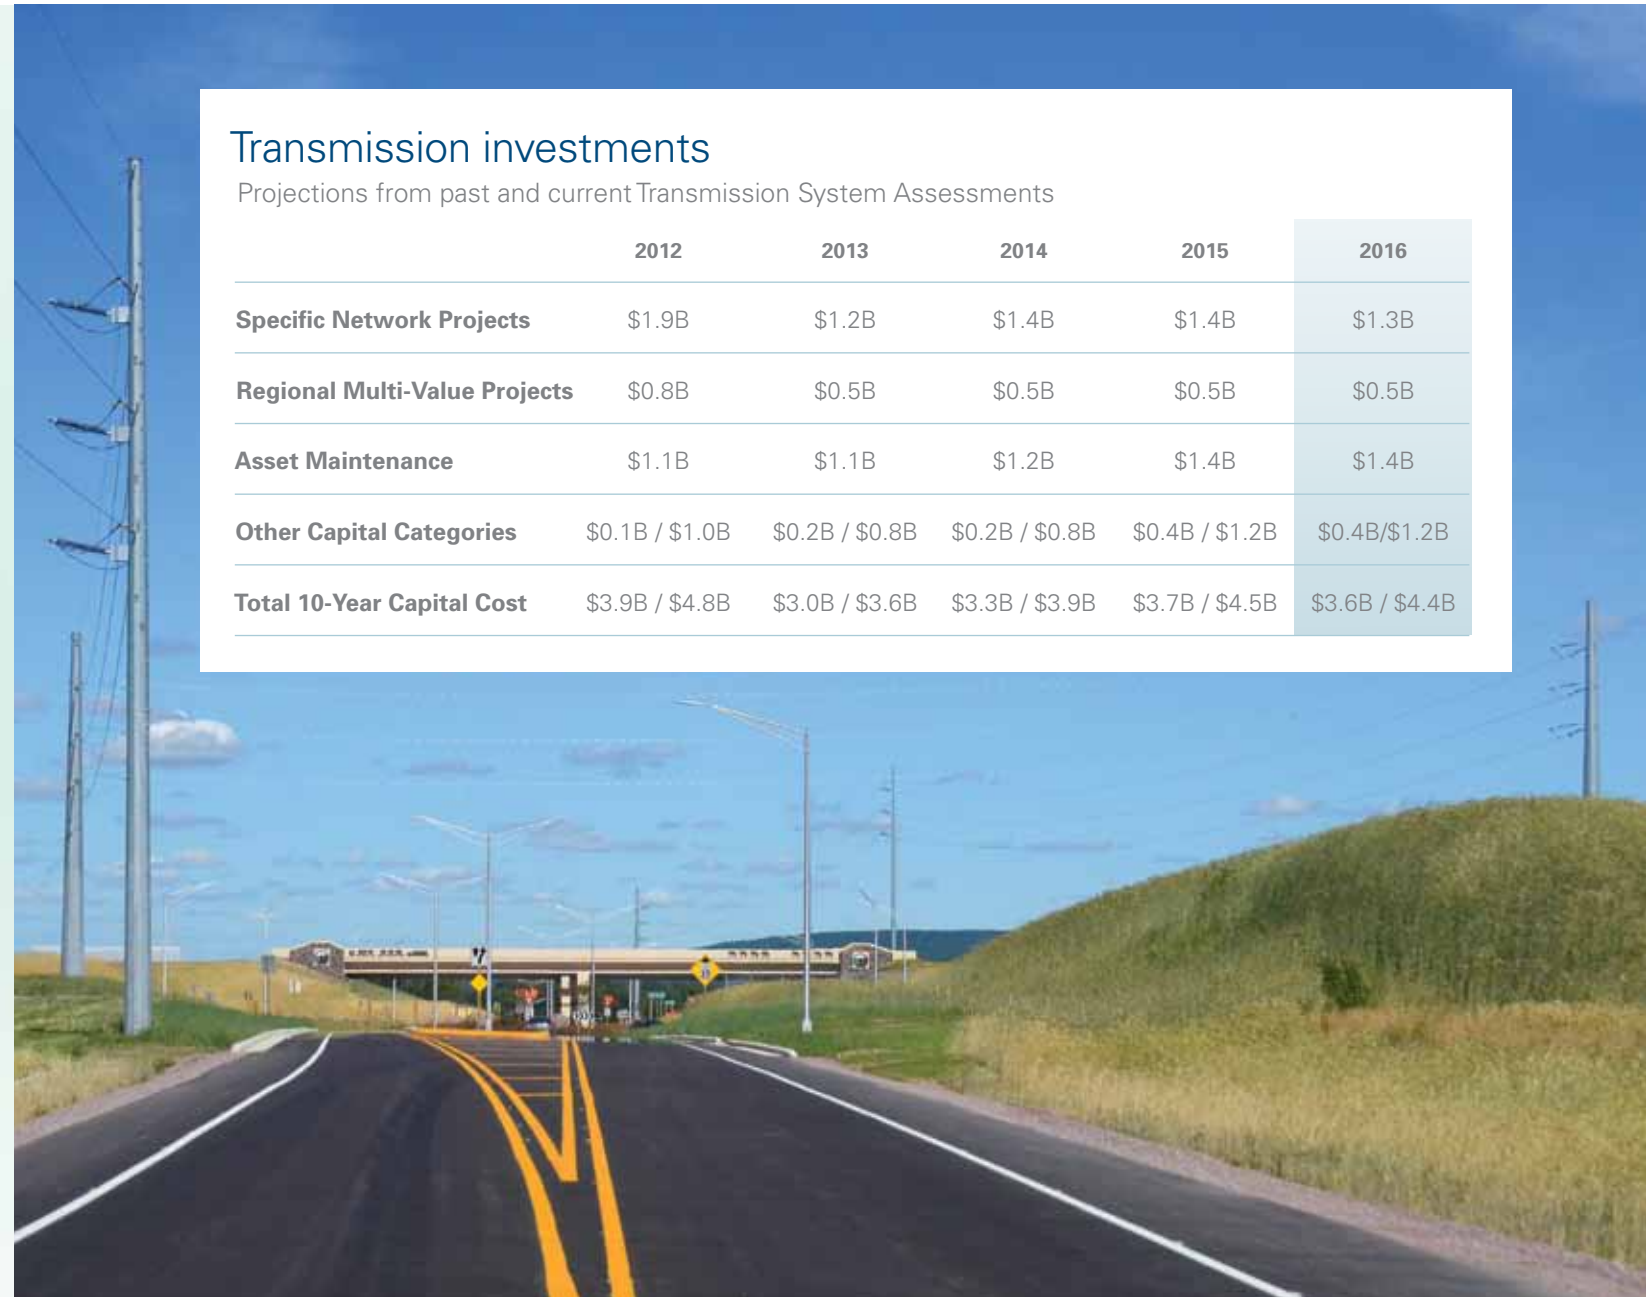 Transmission investments
Projections from past and current Transmission System Assessments
2012 2013 2014 2015 2016
Specific Network Projects $1.9B $1.2B $1.4B $1.4B $1.3B
Regional Multi-Value Projects $0.8B $0.5B $0.5B $0.5B $0.5B
Asset Maintenance $1.1B $1.1B $1.2B $1.4B $1.4B
Other Capital Categories $0.1B / $1.0B $0.2B / $0.8B $0.2B / $0.8B $0.4B / $1.2B $0.4B/$1.2B
Total 10-Year Capital Cost $3.9B / $4.8B $3.0B / $3.6B $3.3B / $3.9B $3.7B / $4.5B $3.6B / $4.4B